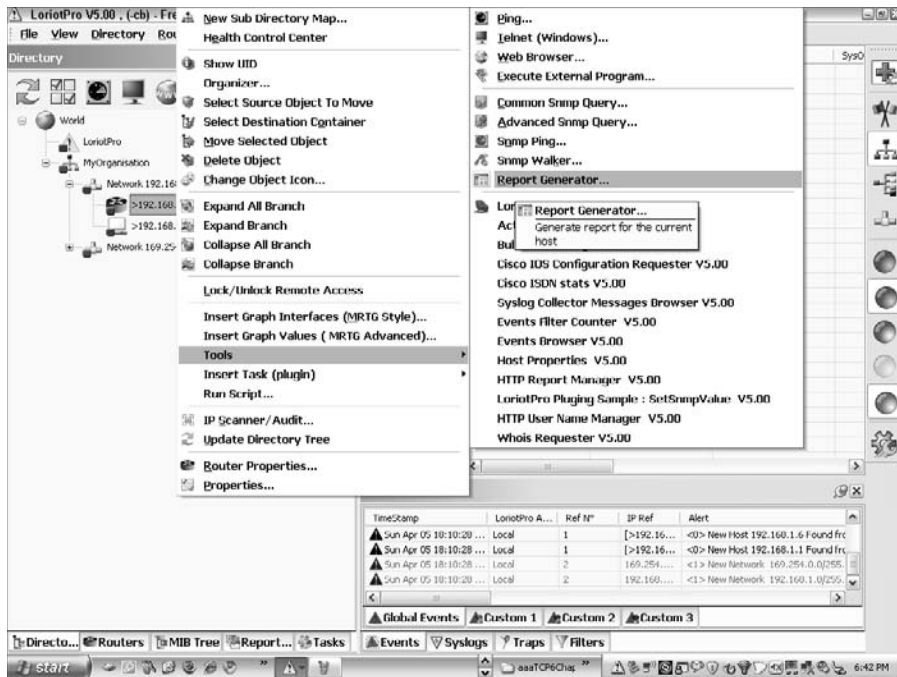 LoriotPro V5.00 , (-cb) - Fre
File View Directory Rou
Directory
World
LoriotPro
MyOrganisation
Network 192.16
>192.168.
>192.168.
Network 169.25
New Sub Directory Map...
Health Control Center
Show UID
Organizer...
Select Source Object To Move
Select Destination Container
Move Selected Object
Delete Object
Change Object Icon...
Expand All Branch
Expand Branch
Collapse All Branch
Collapse Branch
Lock/Unlock Remote Access
Insert Graph Interfaces (MRTG Style)...
Insert Graph Values ( MRTG Advanced)...
Tools
Insert Task (plugin)
Run Script...
IP Scanner/Audit...
Update Directory Tree
Router Properties...
Properties...
Ping...
Telnet (Windows)...
Web Browser...
Execute External Program...
Common Snmp Query...
Advanced Snmp Query...
Snmp Ping...
Snmp Walker...
Report Generator...
Lor
Act
Bul
Report Generator...
Generate report for the current
host
Cisco IOS Configuration Requester V5.00
Cisco ISDN stats V5.00
Syslog Collector Messages Browser V5.00
Events Filter Counter V5.00
Events Browser V5.00
Host Properties V5.00
HTTP Report Manager V5.00
LoriotPro Pluging Sample : SetSnmpValue V5.00
HTTP User Name Manager V5.00
Whois Requester V5.00
SysO
TimeStamp LoriotPro A... Ref N° IP Ref Alert
Sun Apr 05 18:10:28 ... Local 1 [>192.16... <0> New Host 192.168.1.6 Found frc
Sun Apr 05 18:10:28 ... Local 1 [>192.16... <0> New Host 192.168.1.1 Found frc
Sun Apr 05 18:10:28 ... Local 2 169.254.... <1> New Network 169.254.0.0/255.
Sun Apr 05 18:10:28 ... Local 2 192.168.... <1> New Network 192.168.1.0/255.
Global Events Custom 1 Custom 2 Custom 3
Directo... Routers MIB Tree Report... Tasks Events Syslogs Traps Filters
start aaaTCP6Chap 6:42 PM